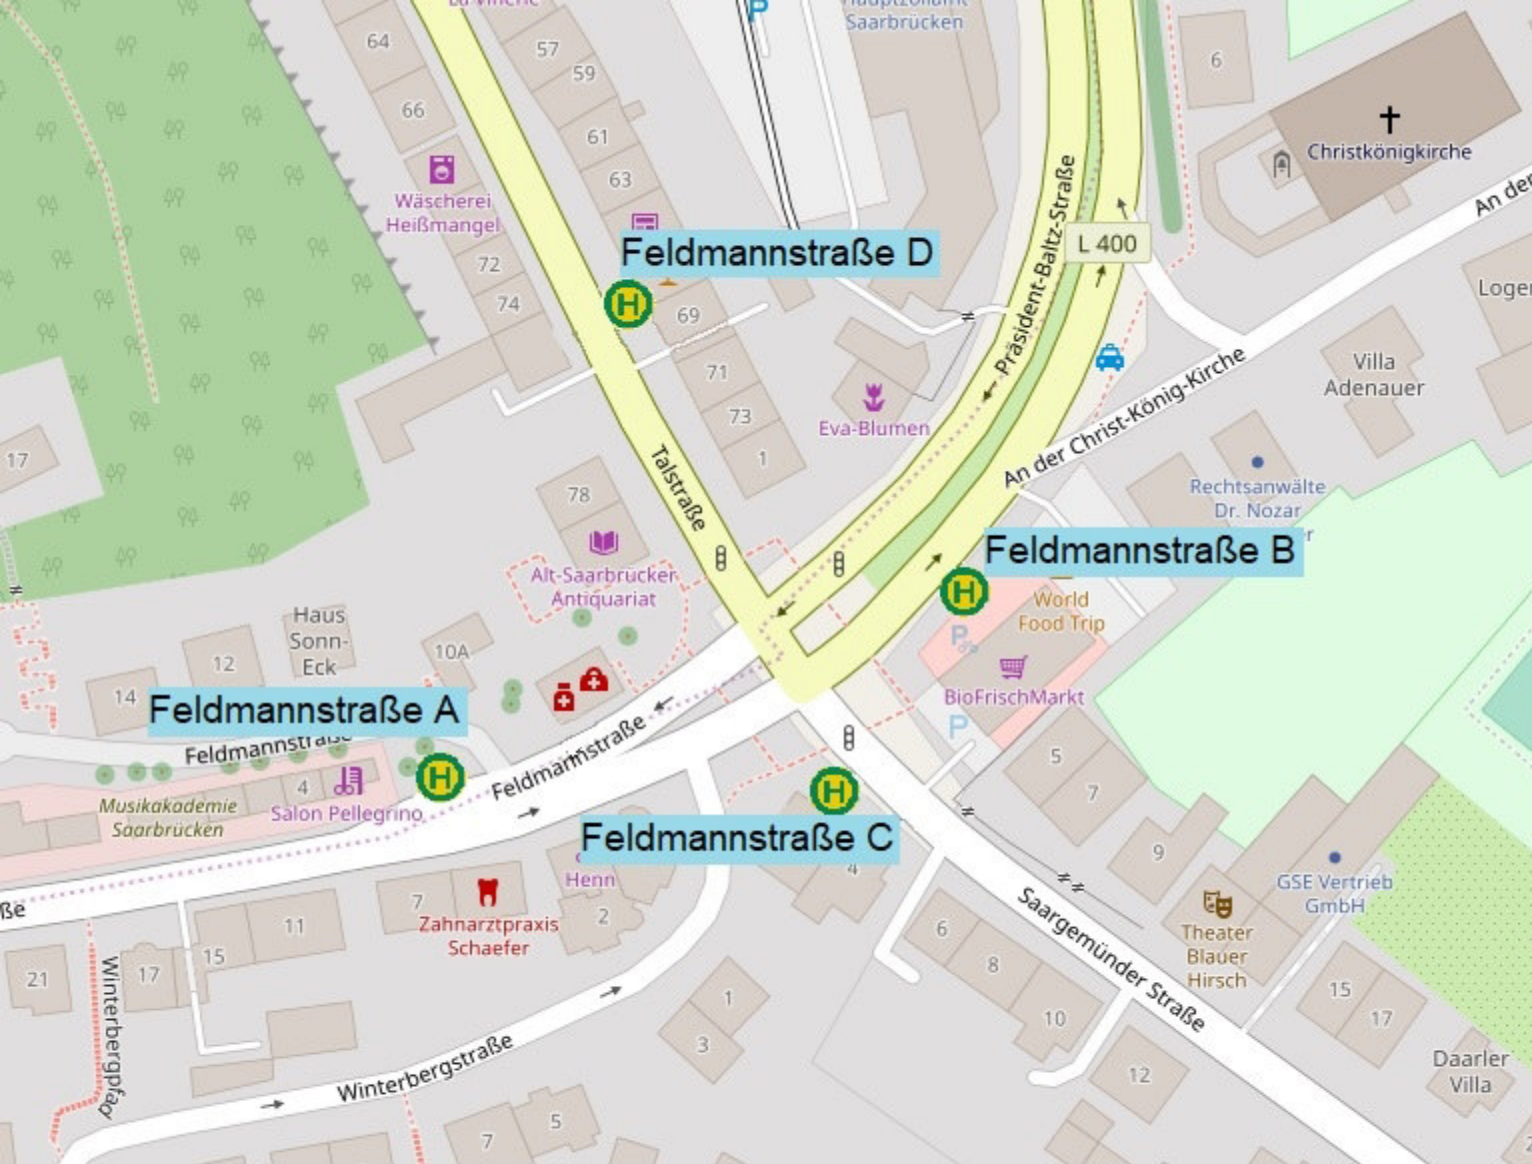 La Vinerie
P
Hauptzollamt
Saarbrücken
64
57
59
6
66
61
63
Christkönigkirche
Wäscherei
Heißmangel
An der
Präsident-Baltz-Straße
L 400
Feldmannstraße D
H
72
74
69
Villa
Adenauer
71
73
1
Eva-Blumen
An der Christ-König-Kirche
17
Talstraße
78
Rechtsanwälte
Dr. Nozar
Feldmannstraße B
H
Alt-Saarbrücker
Antiquariat
World
Food Trip
P
Haus
Sonn-
Eck
12
10A
14
BioFrischMarkt
P
Feldmannstraße A
H
Feldmannstraße
Feldmannstraße
4
Musikakademie
Saarbrücken
Salon Pellegrino
5
7
H
Feldmannstraße C
4
9
Henn
7
Zahnarztpraxis
Schaefer
2
GSE Vertrieb
GmbH
ße
11
15
17
21
Winterbergpfad
Saargemünder Straße
6
8
10
12
Theater
Blauer
Hirsch
15
17
1
3
Winterbergstraße
Daarler
Villa
7
5